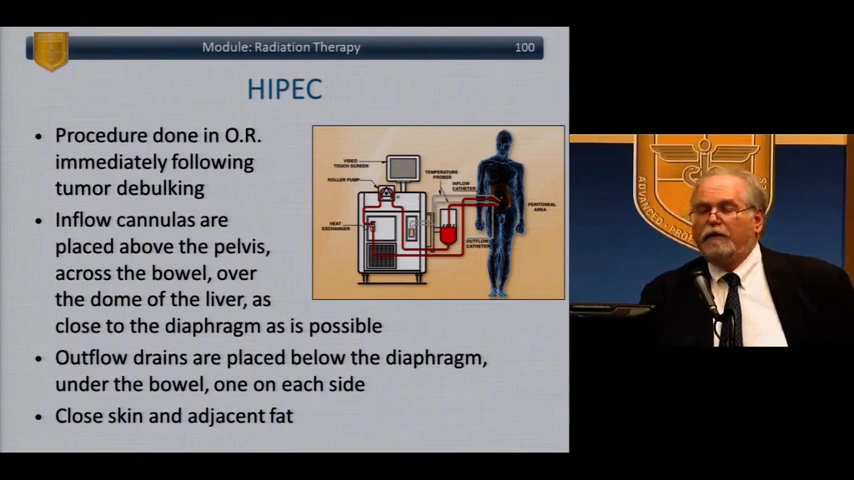 Module: Radiation Therapy 100
HIPEC
• Procedure done in O.R.
immediately following
tumor debulking
• Inflow cannulas are
placed above the pelvis,
across the bowel, over
the dome of the liver, as
close to the diaphragm as is possible
• Outflow drains are placed below the diaphragm,
under the bowel, one on each side
• Close skin and adjacent fat
VIDEO
TOUCH SCREEN
ROLLER PUMP
HEAT
EXCHANGER
TEMPERATURE
PROBES
INFLOW
CATHETER
OUTFLOW
CATHETER
PERITONEAL
AREA